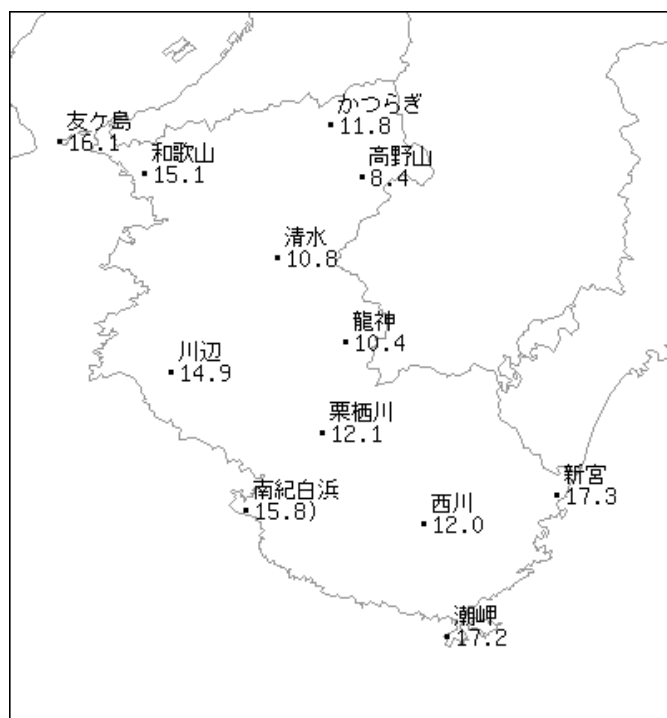 かつらぎ
11.8
友ケ島
16.1
和歌山
15.1
高野山
8.4
清水
10.8
龍神
10.4
川辺
14.9
栗栖川
12.1
新宮
17.3
南紀白浜
15.8)
西川
12.0
潮岬
17.2